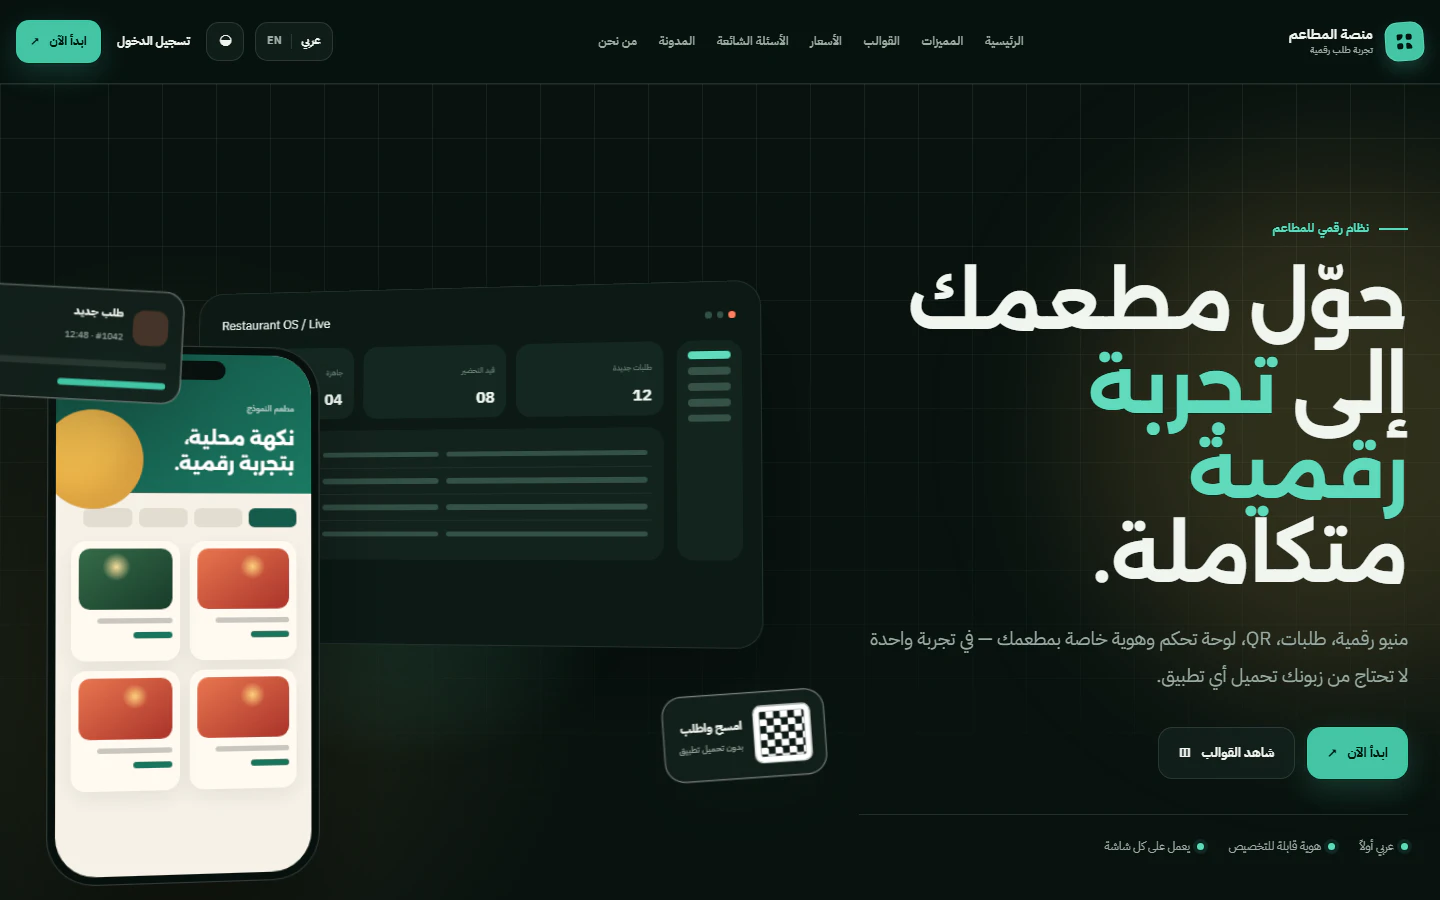 منصة المطاعم
تجربة طلب رقمية
الرئيسية المميزات القوالب الأسعار الأسئلة الشائعة المدونة من نحن
عربي EN
تسجيل الدخول
ابدأ الآن ↗
نظام رقمي للمطاعم
حوّل مطعمك
إلى تجربة
رقمية
متكاملة.
منيو رقمية، طلبات، QR، لوحة تحكم وهوية خاصة بمطعمك — في تجربة واحدة
لا تحتاج من زبونك تحميل أي تطبيق.
ابدأ الآن ↗
شاهد القوالب
عربي أولاً
هوية قابلة للتخصيص
يعمل على كل شاشة
Restaurant OS / Live
طلبات جديدة
12
قيد التحضير
08
جاهزة
04
طلب جديد
#1042 · 12:48
مطعم النموذج
نكهة محلية،
بتجربة رقمية.
امسح واطلب
بدون تحميل تطبيق